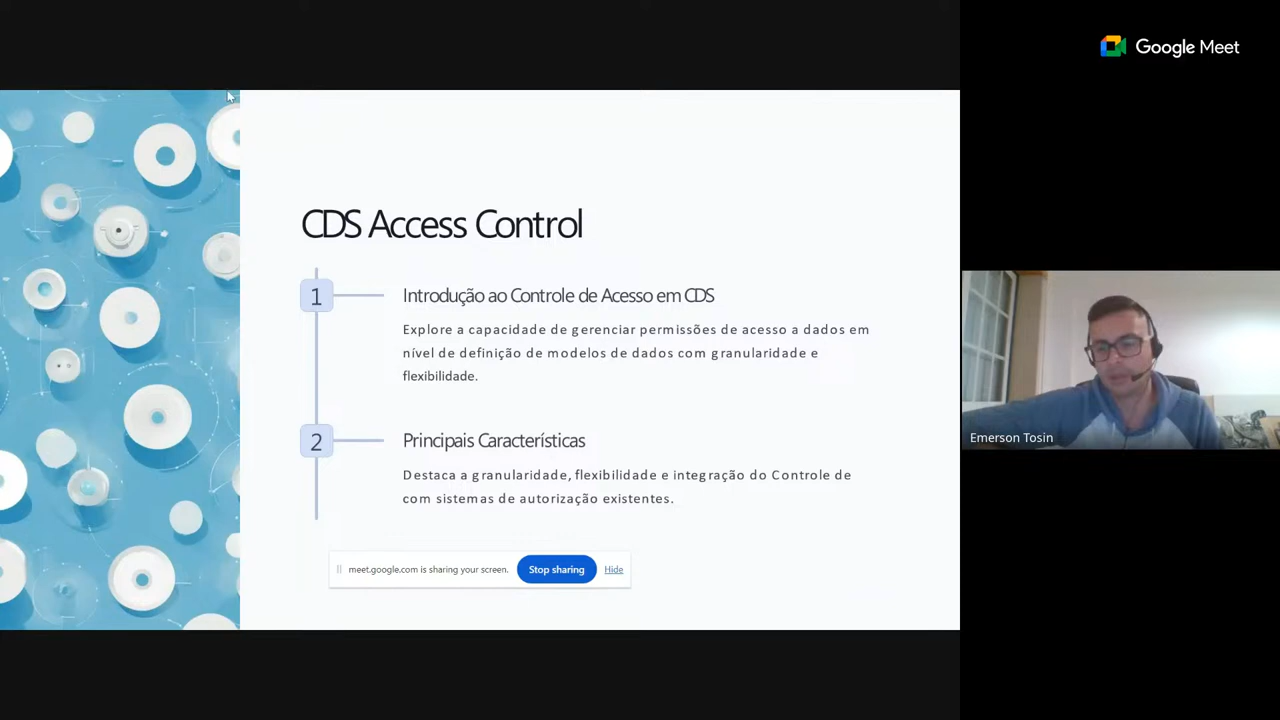 Google Meet
CDS Access Control
1
Introdução ao Controle de Acesso em CDS
Explore a capacidade de gerenciar permissões de acesso a dados em
nível de definição de modelos de dados com granularidade e
flexibilidade.
2
Principais Características
Destaca a granularidade, flexibilidade e integração do Controle de
com sistemas de autorização existentes.
meet.google.com is sharing your screen. Stop sharing Hide
Emerson Tosin